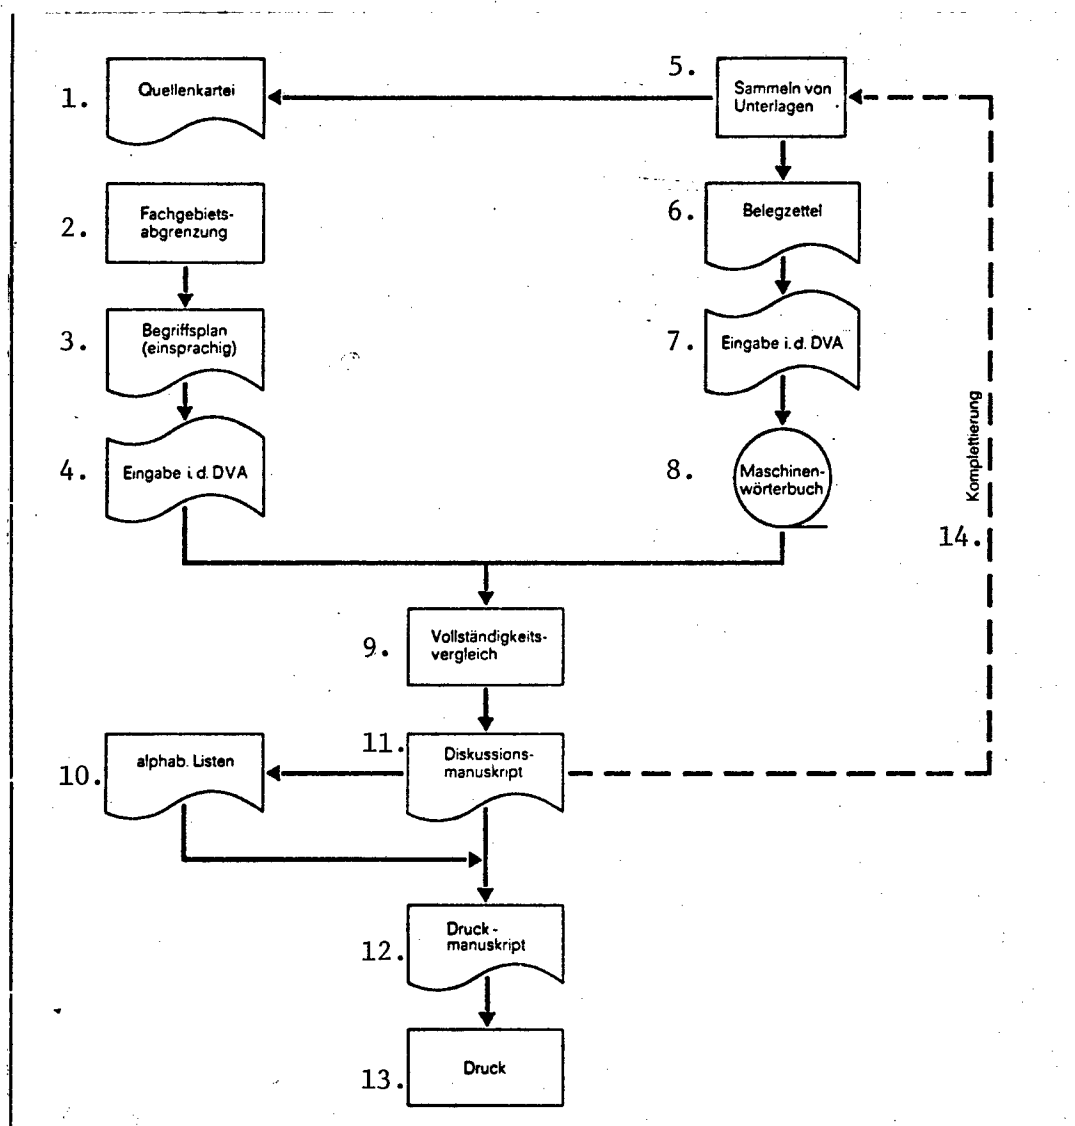 1.
Quellenkartei
2.
Fachgebiets-
abgrenzung
3.
Begriffsplan
(einsprachig)
4.
Eingabe i.d. DVA
5.
Sammeln von
Unterlagen
6.
Belegzettel
7.
Eingabe i.d. DVA
8.
Maschinen-
wörterbuch
9.
Vollständigkeits-
vergleich
10.
alphab. Listen
11.
Diskussions-
manuskript
12.
Druck-
manuskript
13.
Druck
14.
Komplettierung